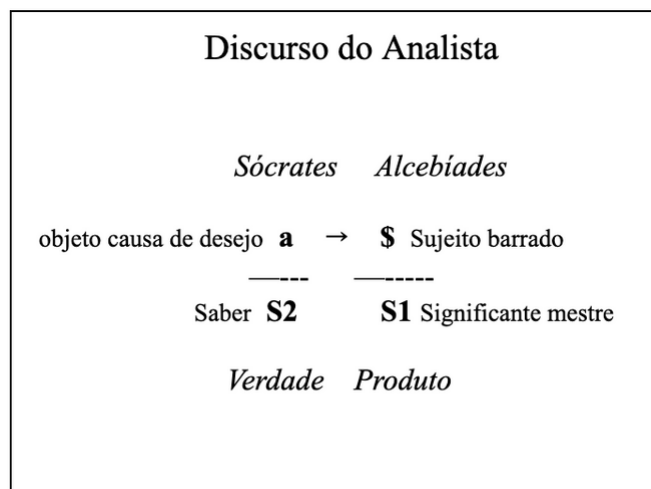 Discurso do Analista
Sócrates Alcebíades
objeto causa de desejo a → $ Sujeito barrado
Saber S2 S1 Significante mestre
Verdade Produto